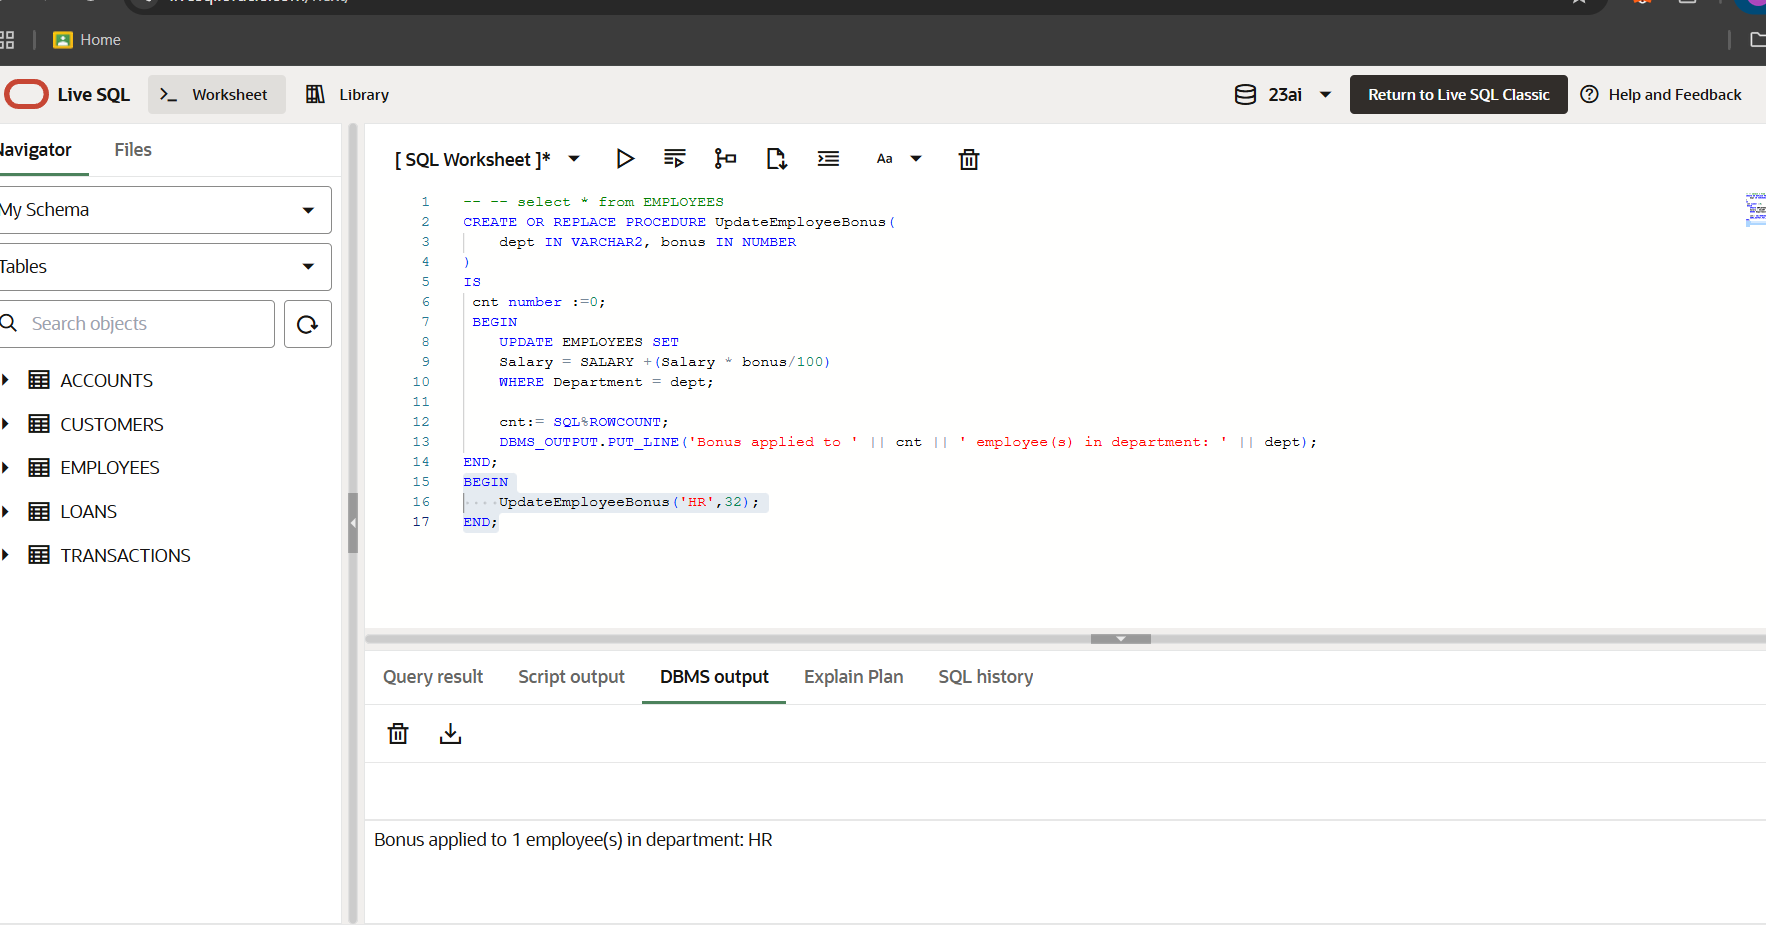 Home
Live SQL
Worksheet
Library
23ai
Return to Live SQL Classic
Help and Feedback
Navigator
Files
My Schema
Tables
Search objects
ACCOUNTS
CUSTOMERS
EMPLOYEES
LOANS
TRANSACTIONS
[ SQL Worksheet ]*
Aa
1 -- -- select * from EMPLOYEES
2 CREATE OR REPLACE PROCEDURE UpdateEmployeeBonus(
3 dept IN VARCHAR2, bonus IN NUMBER
4 )
5 IS
6 cnt number :=0;
7 BEGIN
8 UPDATE EMPLOYEES SET
9 Salary = SALARY +(Salary * bonus/100)
10 WHERE Department = dept;
11
12 cnt:= SQL%ROWCOUNT;
13 DBMS_OUTPUT.PUT_LINE('Bonus applied to ' || cnt || ' employee(s) in department: ' || dept);
14 END;
15 BEGIN
16 ····UpdateEmployeeBonus('HR',32);
17 END;
Query result
Script output
DBMS output
Explain Plan
SQL history
Bonus applied to 1 employee(s) in department: HR